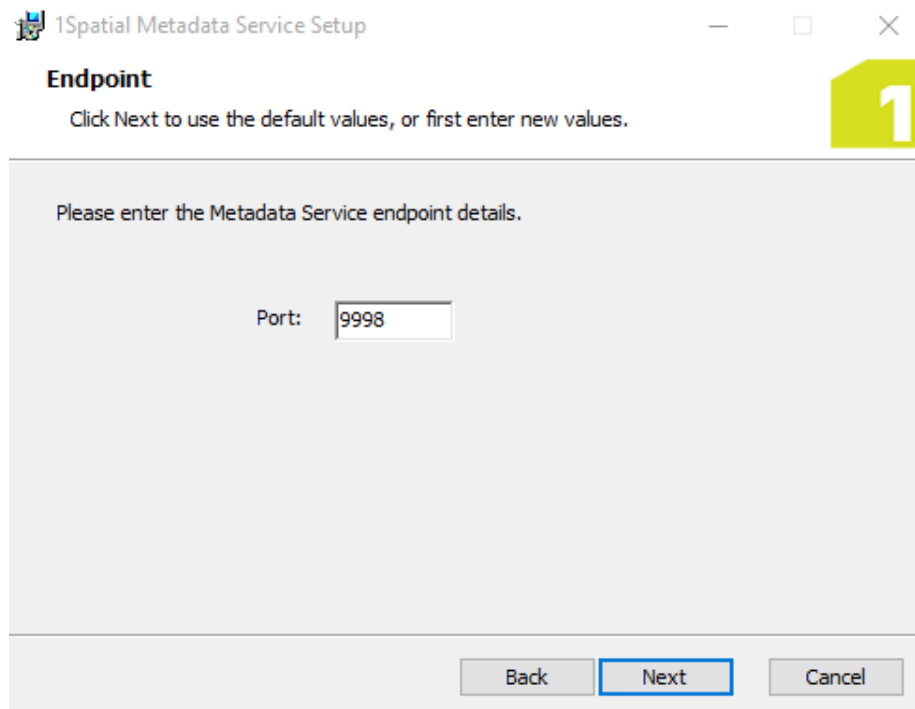 1Spatial Metadata Service Setup
Endpoint
Click Next to use the default values, or first enter new values.
1
Please enter the Metadata Service endpoint details.
Port: 9998
Back Next Cancel